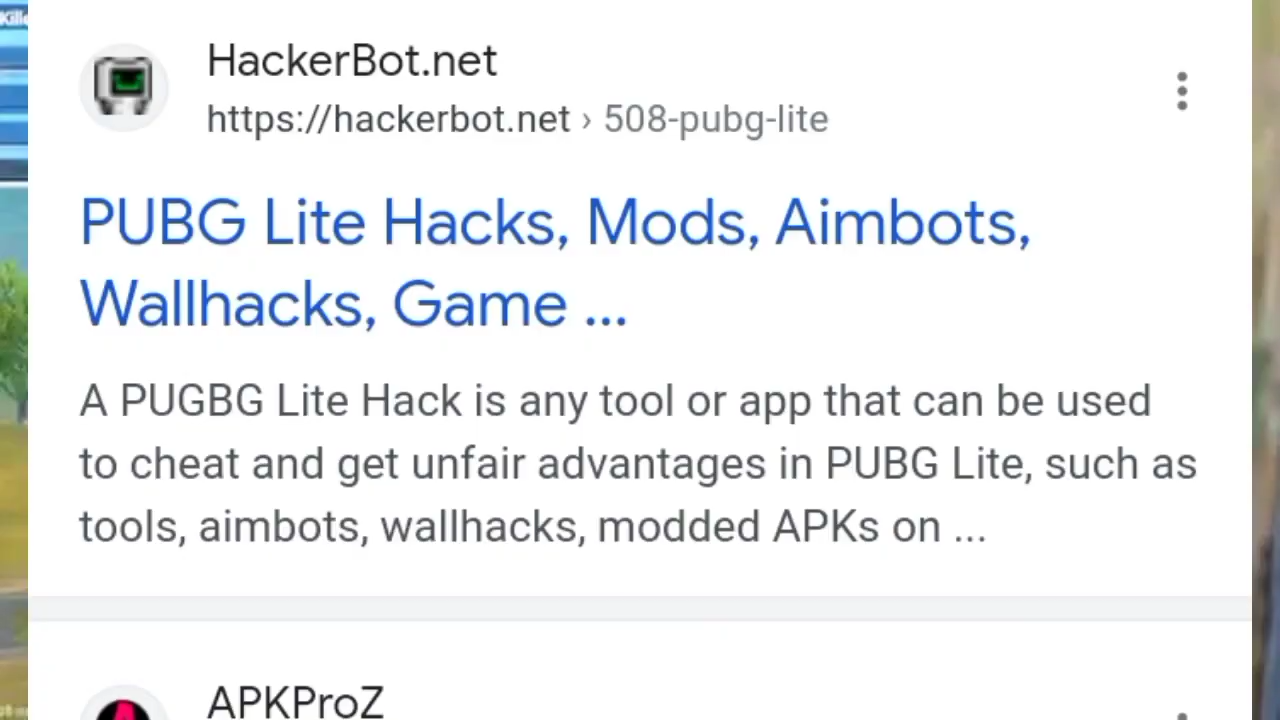 HackerBot.net
https://hackerbot.net › 508-pubg-lite
PUBG Lite Hacks, Mods, Aimbots,
Wallhacks, Game ...
A PUGBG Lite Hack is any tool or app that can be used
to cheat and get unfair advantages in PUBG Lite, such as
tools, aimbots, wallhacks, modded APKs on ...
APKProZ